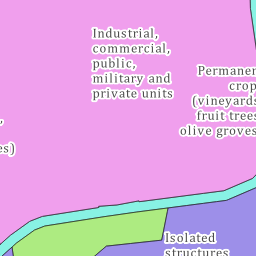 Industrial,
commercial,
public,
military and
private units
Permanen
crop
(vineyards
fruit trees
olive groves
,
es)
Isolated
structures